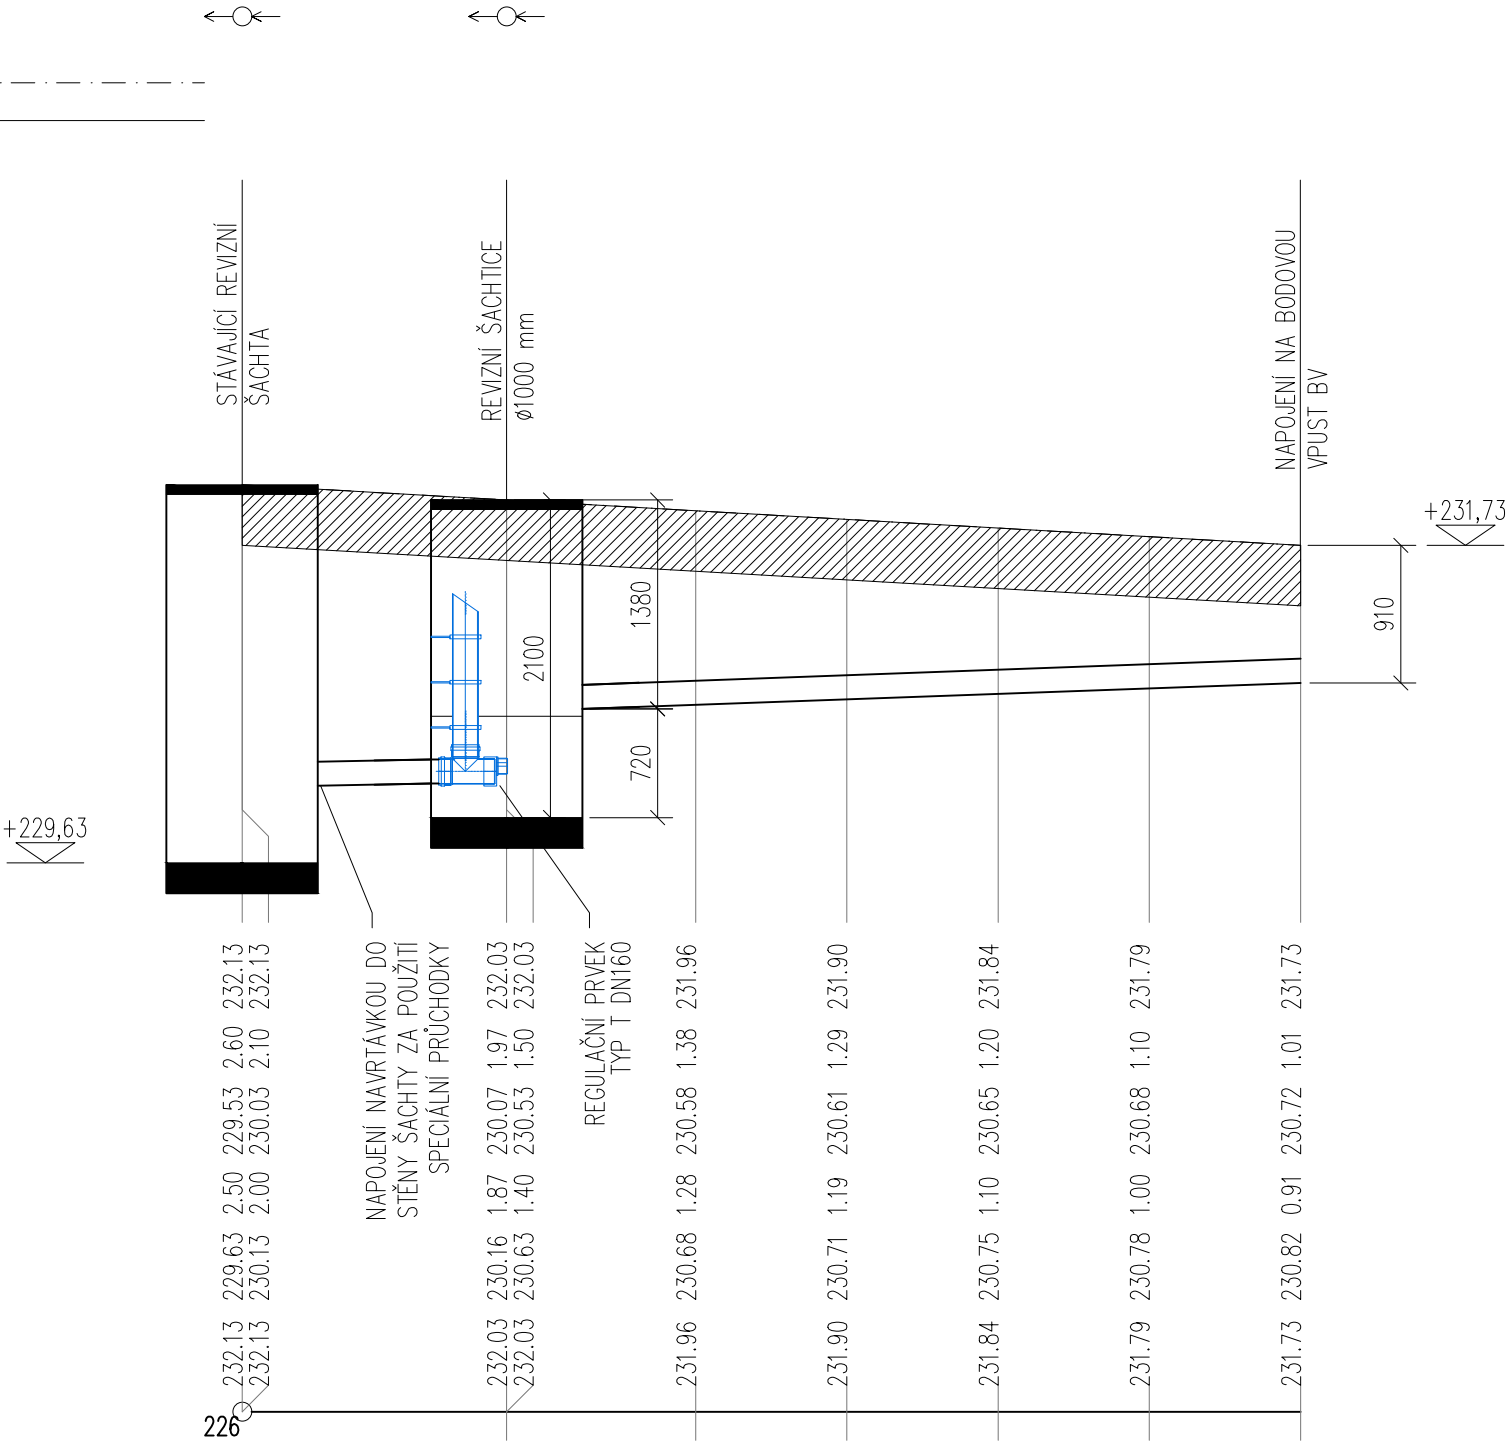 STÁVAJÍCÍ REVIZNÍ
ŠACHTA
REVIZNÍ ŠACHTICE
ø1000 mm
NAPOJENÍ NA BODOVOU
VPUST BV
+231,73
910
1380
2100
720
+229,63
232.13 229.63 2.50 229.53 2.60 232.13
232.13 230.13 2.00 230.03 2.10 232.13
NAPOJENÍ NAVRTÁVKOU DO
STĚNY ŠACHTY ZA POUŽITÍ
SPECIÁLNÍ PRŮCHODKY
232.03 230.16 1.87 230.07 1.97 232.03
232.03 230.63 1.40 230.53 1.50 232.03
REGULAČNÍ PRVEK
TYP T DN160
231.96 230.68 1.28 230.58 1.38 231.96
231.90 230.71 1.19 230.61 1.29 231.90
231.84 230.75 1.10 230.65 1.20 231.84
231.79 230.78 1.00 230.68 1.10 231.79
231.73 230.82 0.91 230.72 1.01 231.73
226